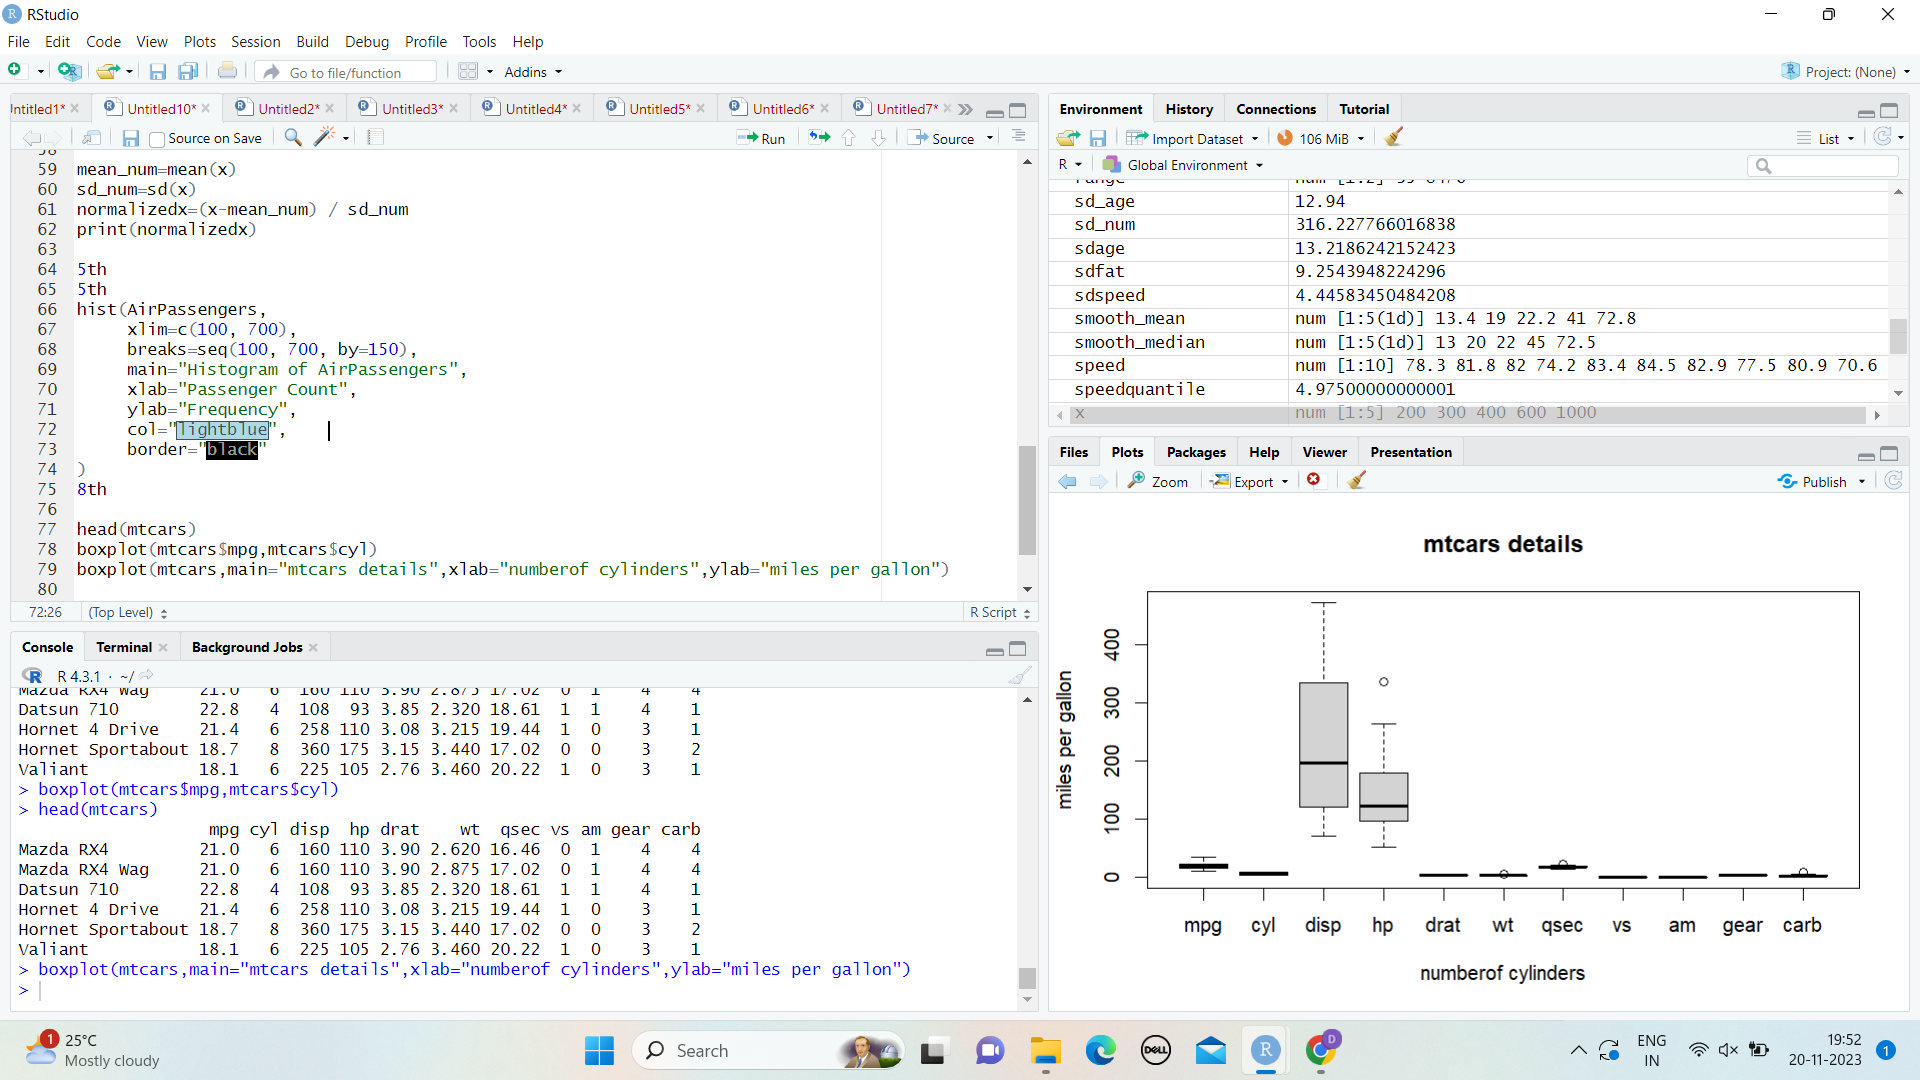 RStudio
File Edit Code View Plots Session Build Debug Profile Tools Help
Go to file/function Addins Project: (None)
Untitled1* Untitled10* Untitled2* Untitled3* Untitled4* Untitled5* Untitled6* Untitled7*
Source on Save Run Source
58
59 mean_num=mean(x)
60 sd_num=sd(x)
61 normalizedx=(x-mean_num) / sd_num
62 print(normalizedx)
63
64 5th
65 5th
66 hist(AirPassengers,
67 xlim=c(100, 700),
68 breaks=seq(100, 700, by=150),
69 main="Histogram of AirPassengers",
70 xlab="Passenger Count",
71 ylab="Frequency",
72 col="lightblue",
73 border="black"
74 )
75 8th
76
77 head(mtcars)
78 boxplot(mtcars$mpg,mtcars$cyl)
79 boxplot(mtcars,main="mtcars details",xlab="numberof cylinders",ylab="miles per gallon")
80
72:26 (Top Level) R Script
Console Terminal Background Jobs
R 4.3.1 · ~/
Mazda RX4 Wag 21.0 6 160 110 3.90 2.875 17.02 0 1 4 4
Datsun 710 22.8 4 108 93 3.85 2.320 18.61 1 1 4 1
Hornet 4 Drive 21.4 6 258 110 3.08 3.215 19.44 1 0 3 1
Hornet Sportabout 18.7 8 360 175 3.15 3.440 17.02 0 0 3 2
Valiant 18.1 6 225 105 2.76 3.460 20.22 1 0 3 1
> boxplot(mtcars$mpg,mtcars$cyl)
> head(mtcars)
mpg cyl disp hp drat wt qsec vs am gear carb
Mazda RX4 21.0 6 160 110 3.90 2.620 16.46 0 1 4 4
Mazda RX4 Wag 21.0 6 160 110 3.90 2.875 17.02 0 1 4 4
Datsun 710 22.8 4 108 93 3.85 2.320 18.61 1 1 4 1
Hornet 4 Drive 21.4 6 258 110 3.08 3.215 19.44 1 0 3 1
Hornet Sportabout 18.7 8 360 175 3.15 3.440 17.02 0 0 3 2
Valiant 18.1 6 225 105 2.76 3.460 20.22 1 0 3 1
> boxplot(mtcars,main="mtcars details",xlab="numberof cylinders",ylab="miles per gallon")
>
Environment History Connections Tutorial
Import Dataset 106 MiB List
R Global Environment
range num [1:2]
sd_age 12.94
sd_num 316.227766016838
sdage 13.2186242152423
sdfat 9.2543948224296
sdspeed 4.44583450484208
smooth_mean num [1:5(1d)] 13.4 19 22.2 41 72.8
smooth_median num [1:5(1d)] 13 20 22 45 72.5
speed num [1:10] 78.3 81.8 82 74.2 83.4 84.5 82.9 77.5 80.9 70.6
speedquantile 4.97500000000001
x num [1:5] 200 300 400 600 1000
Files Plots Packages Help Viewer Presentation
Zoom Export Publish
mtcars details
miles per gallon
400
300
200
100
0
mpg cyl disp hp drat wt qsec vs am gear carb
numberof cylinders
1 25°C
Mostly cloudy
Search
DELL
R
D
ENG
IN
19:52
20-11-2023
1